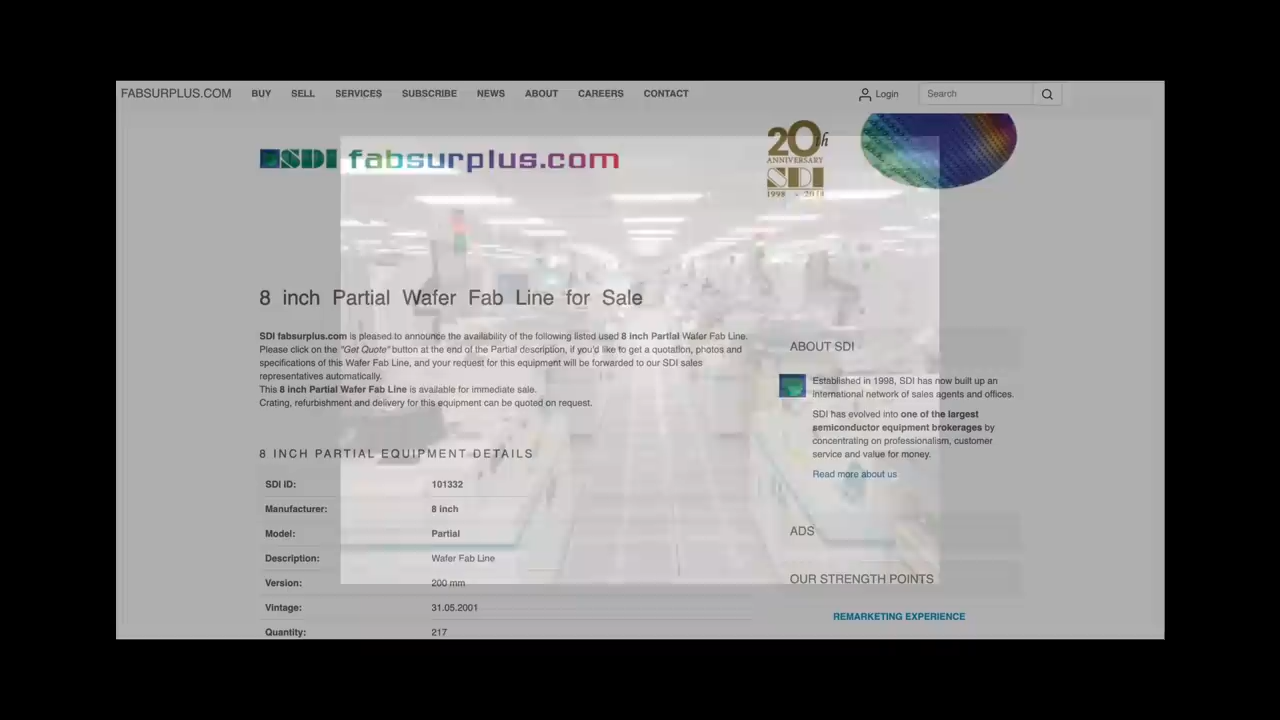 FABSURPLUS.COM BUY SELL SERVICES SUBSCRIBE NEWS ABOUT CAREERS CONTACT Login Search
SDI fabsurplus.com
20th
ANNIVERSARY
SDI
1998 -
8 inch Partial Wafer Fab Line for Sale
SDI fabsurplus.com is pleased to announce the availability of the following listed used 8 inch Partial Wafer Fab Line.
Please click on the "Get Quote" button at the end of the Partial description, if you'd like to get a quotation, photos and
specifications of this Wafer Fab Line, and your request for this equipment will be forwarded to our SDI sales
representatives automatically.
This 8 inch Partial Wafer Fab Line is available for immediate sale.
Crating, refurbishment and delivery for this equipment can be quoted on request.
8 INCH PARTIAL EQUIPMENT DETAILS
SDI ID: 101332
Manufacturer: 8 inch
Model: Partial
Description: Wafer Fab Line
Version: 200 mm
Vintage: 31.05.2001
Quantity: 217
ABOUT SDI
Established in 1998, SDI has now built up an
international network of sales agents and offices.
SDI has evolved into one of the largest
semiconductor equipment brokerages by
concentrating on professionalism, customer
service and value for money.
Read more about us
ADS
OUR STRENGTH POINTS
REMARKETING EXPERIENCE